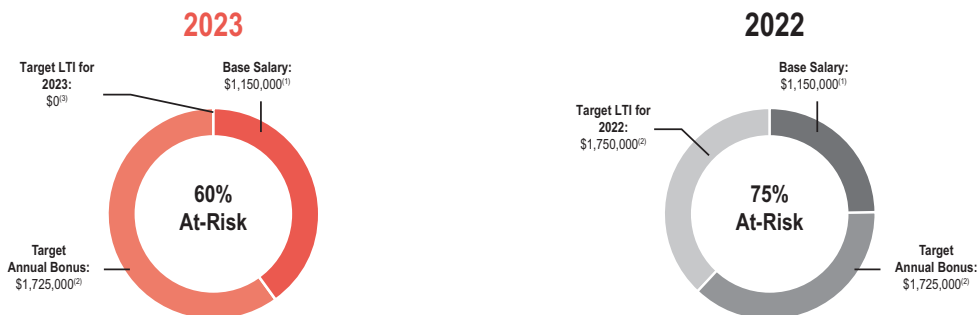 2023
Target LTI for
2023:
$0(3)
Base Salary:
$1,150,000(1)
60%
At-Risk
Target
Annual Bonus:
$1,725,000(2)
2022
Base Salary:
$1,150,000(1)
Target LTI for
2022:
$1,750,000(2)
75%
At-Risk
Target
Annual Bonus:
$1,725,000(2)